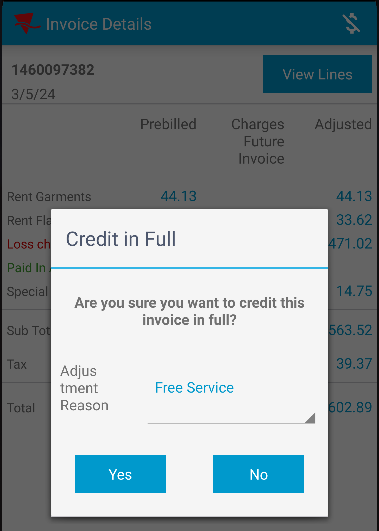 Invoice Details
1460097382
View Lines
3/5/24
Prebilled Charges Future Invoice Adjusted
Rent Garments 44.13 44.13
Rent Fla 33.62
Loss ch 471.02
Paid In
Special 14.75
Sub Tot 563.52
Tax 39.37
Total 602.89
Credit in Full
Are you sure you want to credit this
invoice in full?
Adjus
tment
Reason
Free Service
Yes No